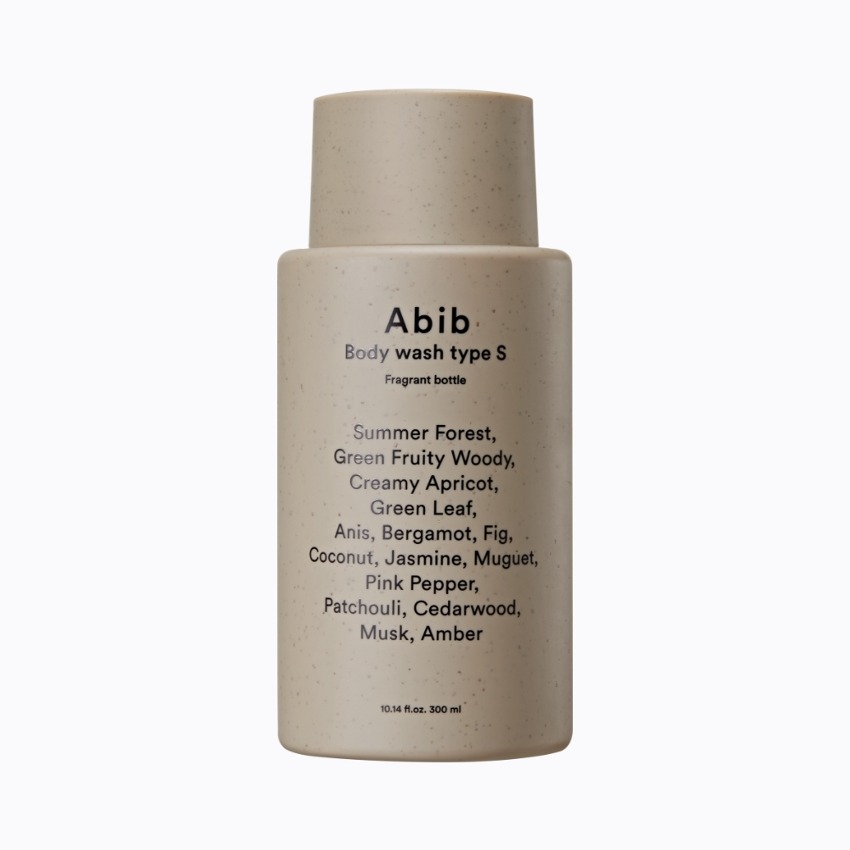 Abib
Body wash type S
Fragrant bottle
Summer Forest,
Green Fruity Woody,
Creamy Apricot,
Green Leaf,
Anis, Bergamot, Fig,
Coconut, Jasmine, Muguet,
Pink Pepper,
Patchouli, Cedarwood,
Musk, Amber
10.14 fl.oz. 300 ml